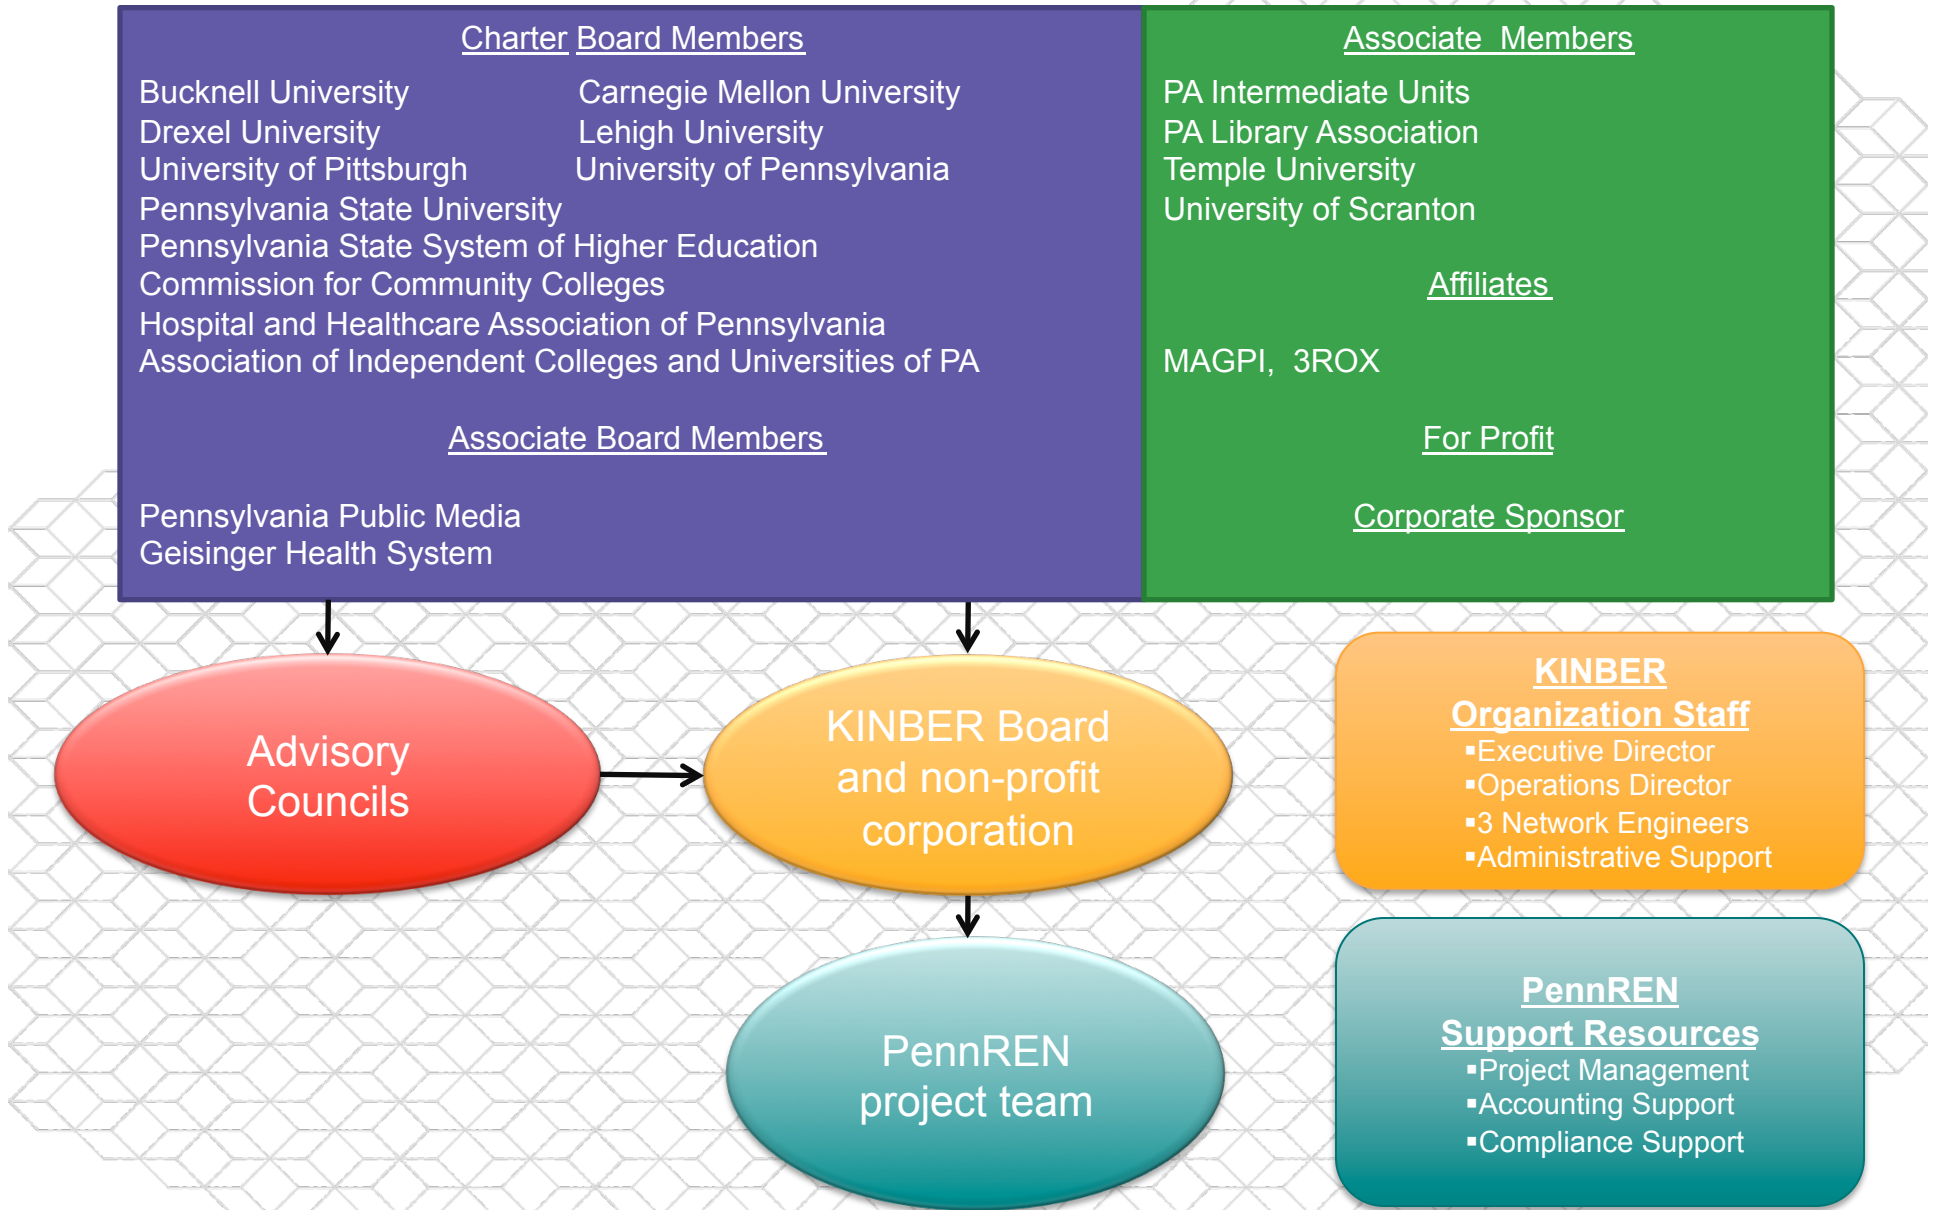 Charter Board Members
Bucknell University Carnegie Mellon University
Drexel University Lehigh University
University of Pittsburgh University of Pennsylvania
Pennsylvania State University
Pennsylvania State System of Higher Education
Commission for Community Colleges
Hospital and Healthcare Association of Pennsylvania
Association of Independent Colleges and Universities of PA
Associate Board Members
Pennsylvania Public Media
Geisinger Health System
Associate Members
PA Intermediate Units
PA Library Association
Temple University
University of Scranton
Affiliates
MAGPI, 3ROX
For Profit
Corporate Sponsor
Advisory
Councils
KINBER Board
and non-profit
corporation
KINBER
Organization Staff
▪Executive Director
▪Operations Director
▪3 Network Engineers
▪Administrative Support
PennREN
project team
PennREN
Support Resources
▪Project Management
▪Accounting Support
▪Compliance Support